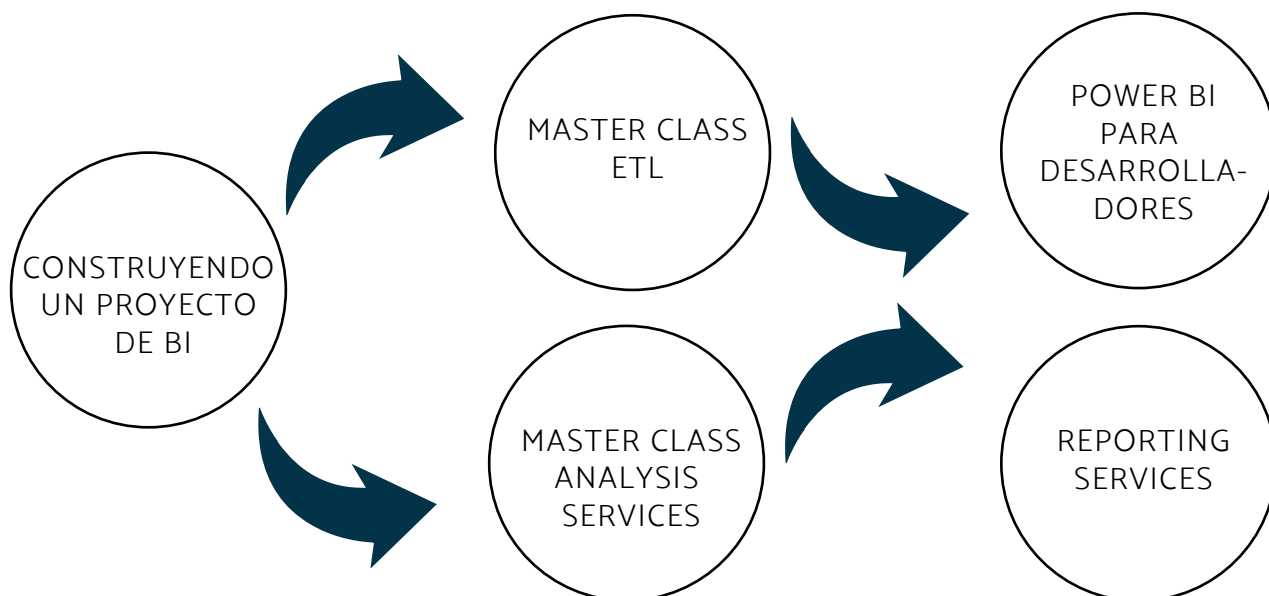 CONSTRUYENDO
UN PROYECTO
DE BI
MASTER CLASS
ETL
MASTER CLASS
ANALYSIS
SERVICES
POWER BI
PARA
DESARROLLA-
DORES
REPORTING
SERVICES